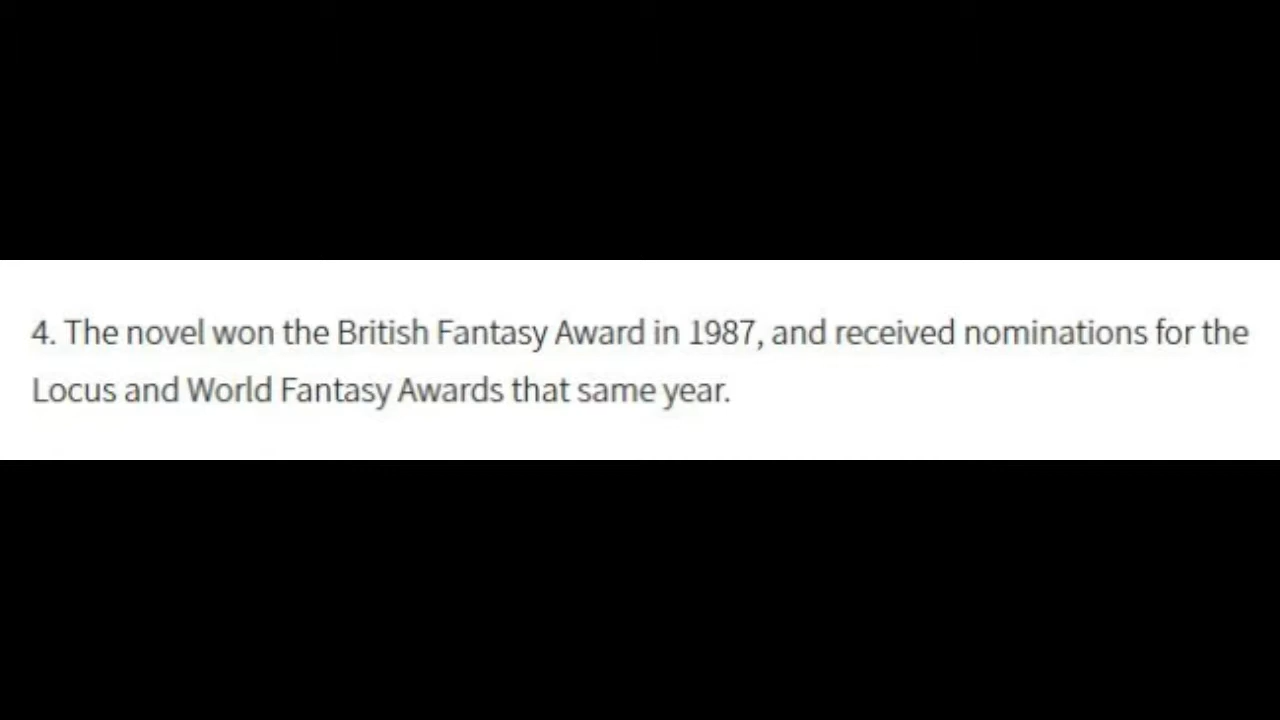 4. The novel won the British Fantasy Award in 1987, and received nominations for the
Locus and World Fantasy Awards that same year.